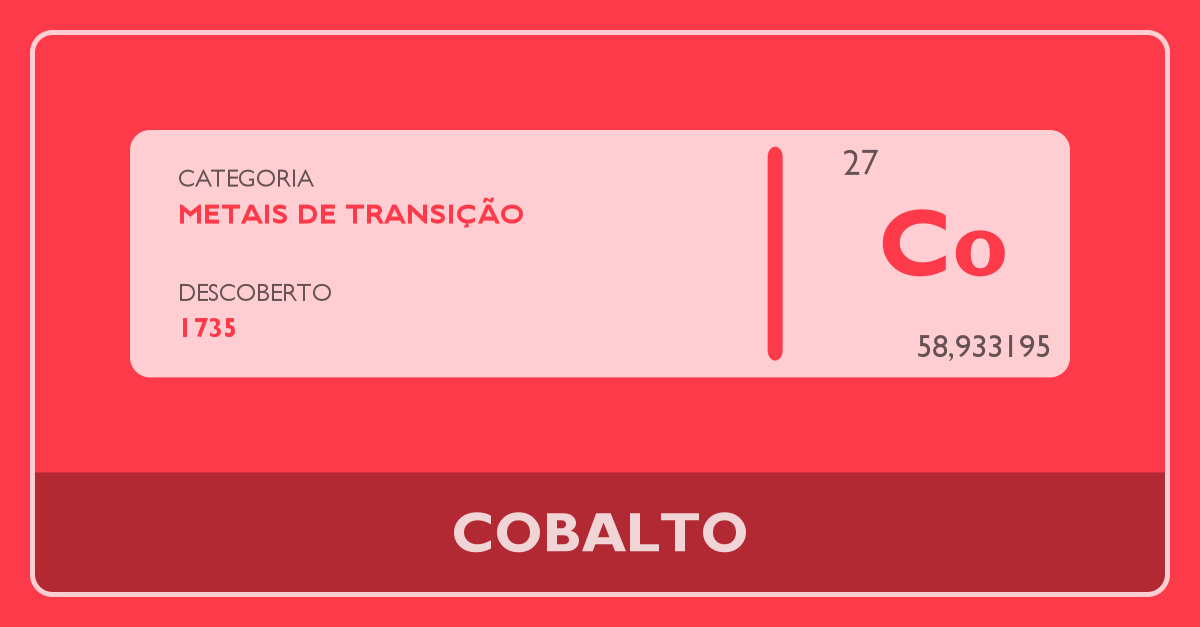 CATEGORIA
METAIS DE TRANSIÇÃO
DESCOBERTO
1735
27
Co
58,933195
COBALTO